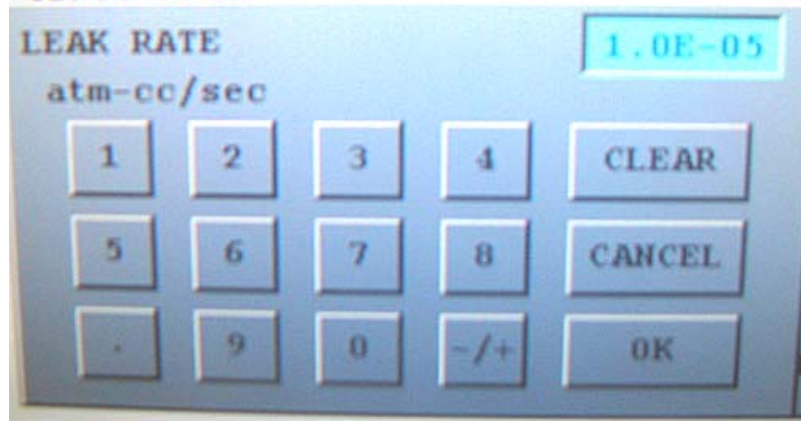 LEAK RATE
1.0E-05
atm-cc/sec
1 2 3 4 CLEAR
5 6 7 8 CANCEL
. 9 0 -/+ OK